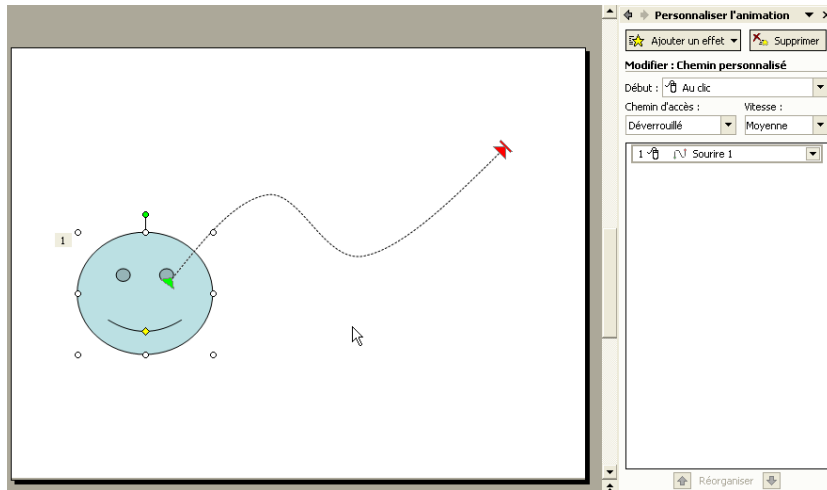 Personnaliser l'animation
Ajouter un effet Supprimer
Modifier : Chemin personnalisé
Début : Au clic
Chemin d'accès : Vitesse :
Déverrouillé Moyenne
1 Sourire 1
1
Réorganiser